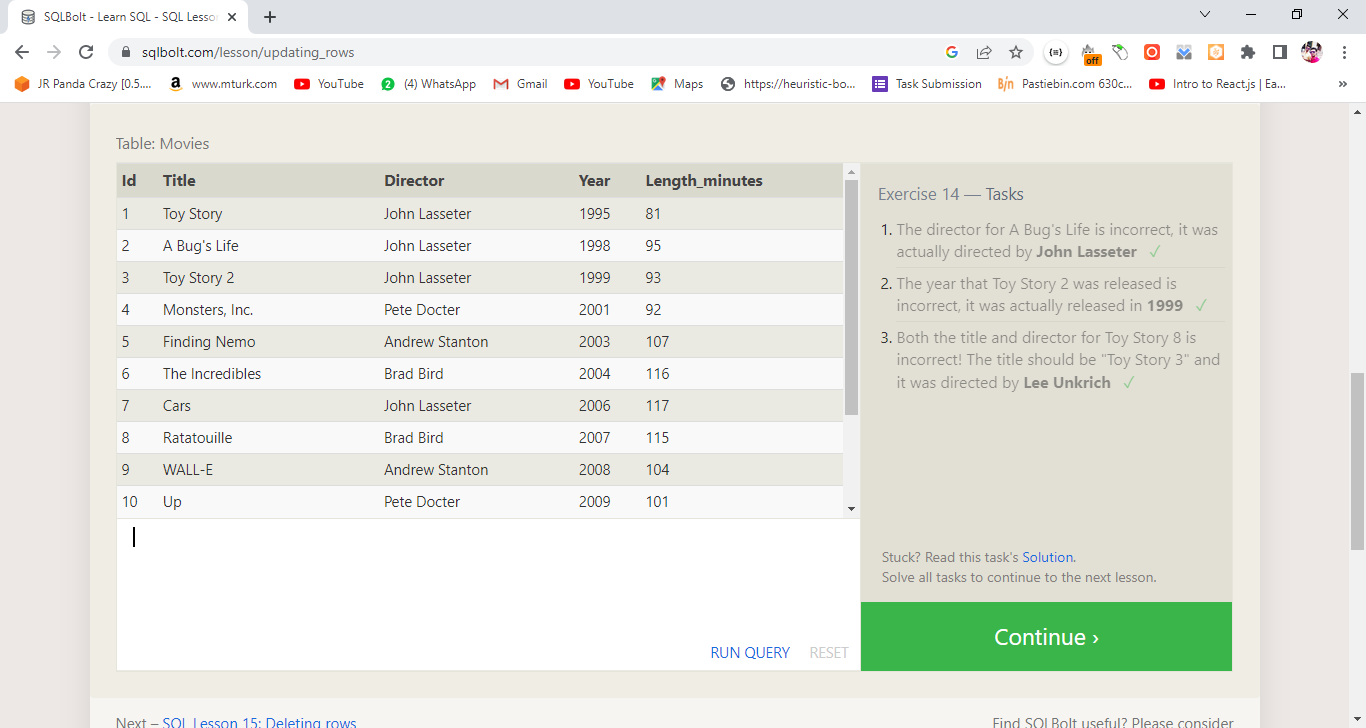 SQLBolt - Learn SQL - SQL Lesson
sqlbolt.com/lesson/updating_rows
off
JR Panda Crazy [0.5....
www.mturk.com
YouTube
2
(4) WhatsApp
Gmail
YouTube
Maps
https://heuristic-bo...
Task Submission
Pastiebin.com 630c...
Intro to React.js | Ea...
»
Table: Movies
Id Title Director Year Length_minutes
1 Toy Story John Lasseter 1995 81
2 A Bug's Life John Lasseter 1998 95
3 Toy Story 2 John Lasseter 1999 93
4 Monsters, Inc. Pete Docter 2001 92
5 Finding Nemo Andrew Stanton 2003 107
6 The Incredibles Brad Bird 2004 116
7 Cars John Lasseter 2006 117
8 Ratatouille Brad Bird 2007 115
9 WALL-E Andrew Stanton 2008 104
10 Up Pete Docter 2009 101
RUN QUERY RESET
Exercise 14 — Tasks
1. The director for A Bug's Life is incorrect, it was
actually directed by John Lasseter ✓
2. The year that Toy Story 2 was released is
incorrect, it was actually released in 1999 ✓
3. Both the title and director for Toy Story 8 is
incorrect! The title should be "Toy Story 3" and
it was directed by Lee Unkrich ✓
Stuck? Read this task's Solution.
Solve all tasks to continue to the next lesson.
Continue ›
Next – SQL Lesson 15: Deleting rows
Find SQLBolt useful? Please consider